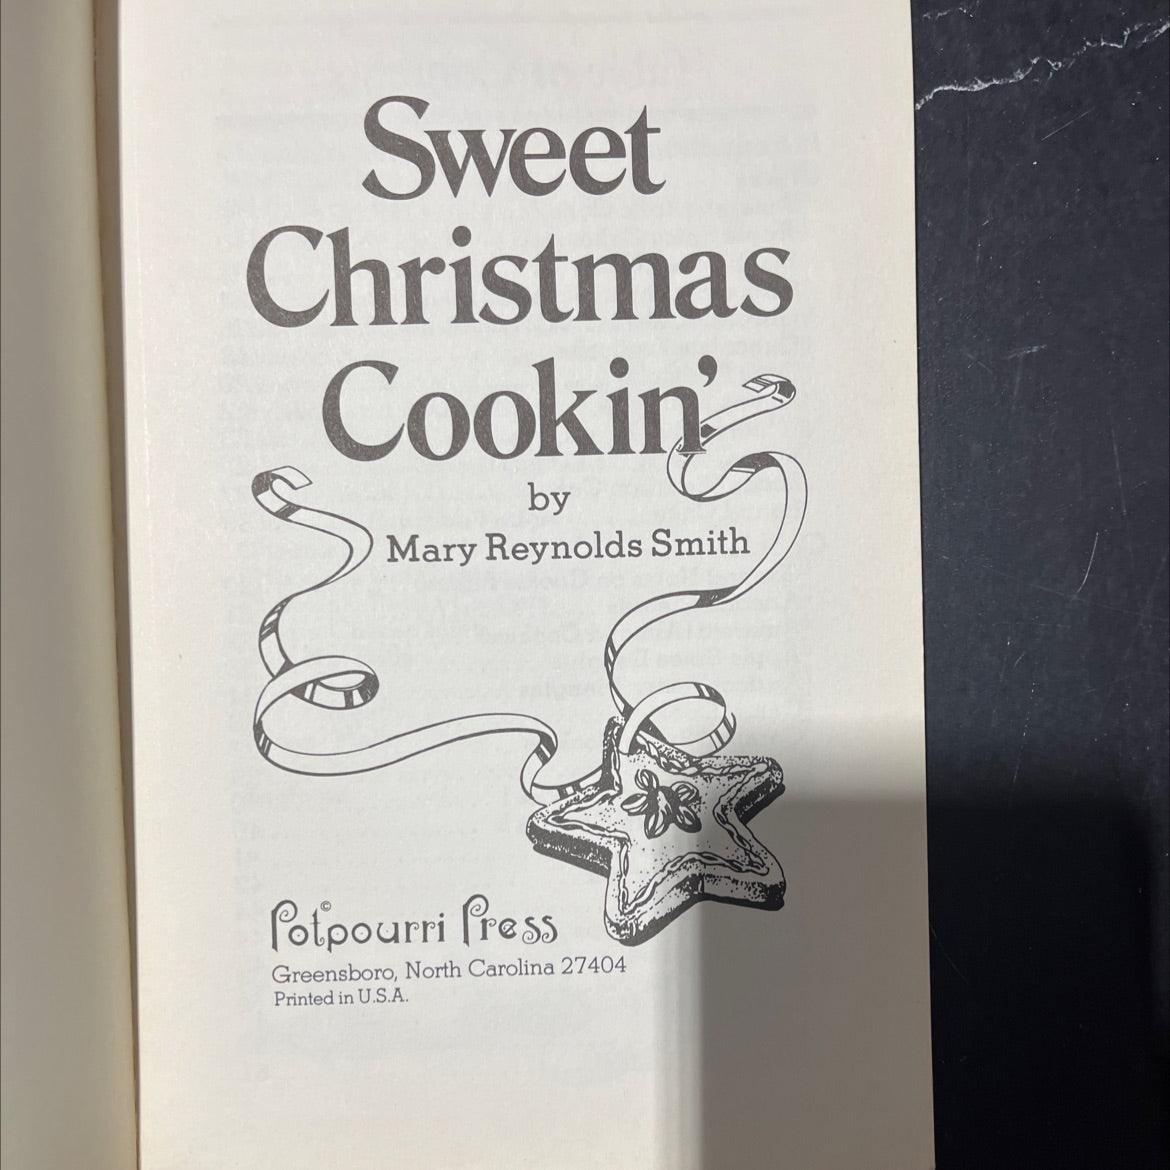 Sweet
Christmas
Cookin'
by
Mary Reynolds Smith
Potpourri Press
©
Greensboro, North Carolina 27404
Printed in U.S.A.